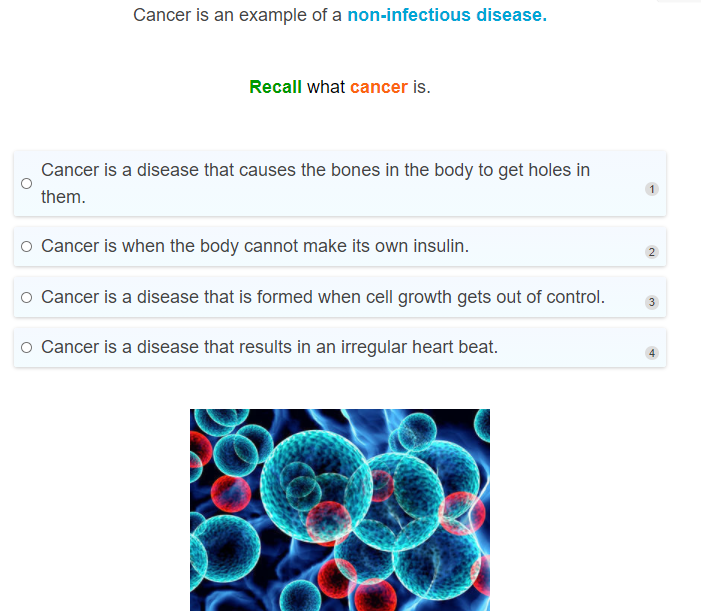 Cancer is an example of a non-infectious disease.
Recall what cancer is.
Cancer is a disease that causes the bones in the body to get holes in
them.
1
Cancer is when the body cannot make its own insulin.
2
Cancer is a disease that is formed when cell growth gets out of control.
3
Cancer is a disease that results in an irregular heart beat.
4